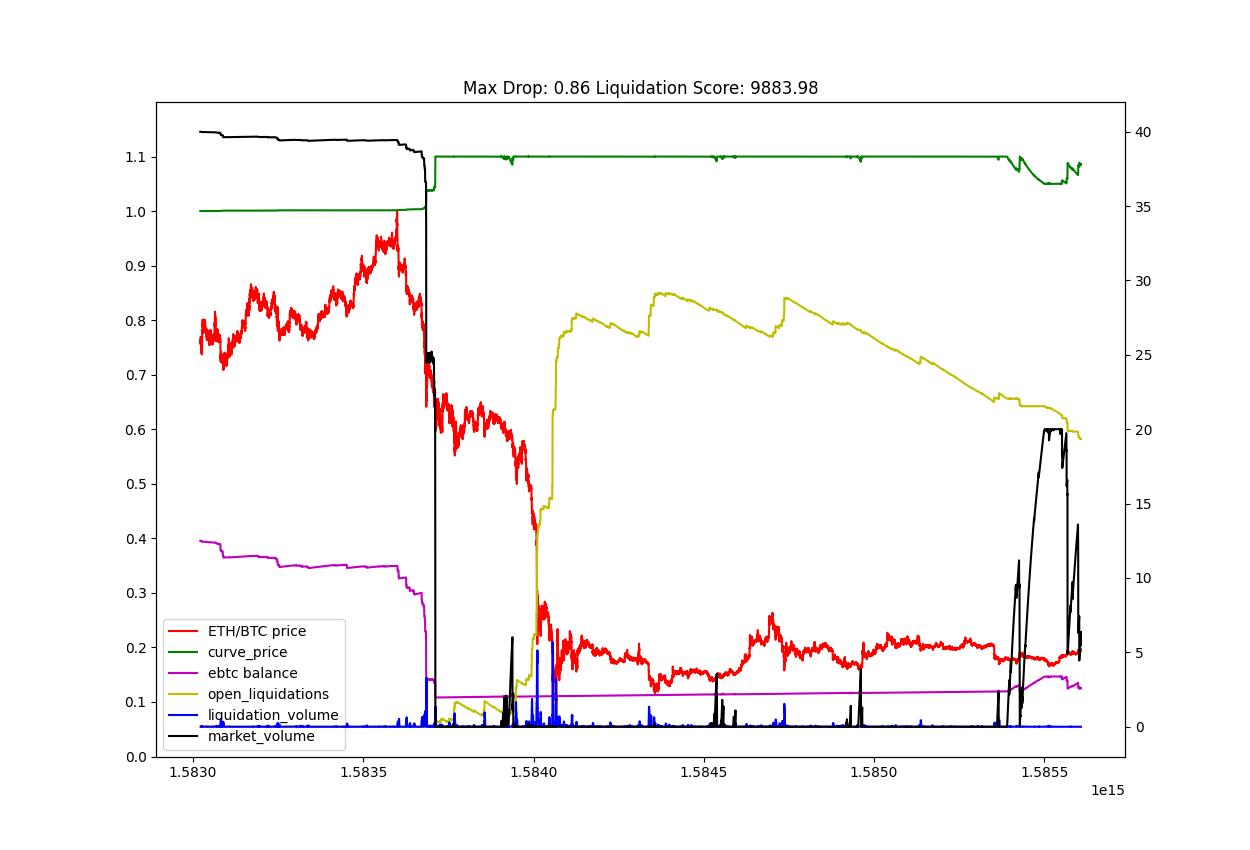 Max Drop: 0.86 Liquidation Score: 9883.98
1.1
1.0
0.9
0.8
0.7
0.6
0.5
0.4
0.3
0.2
0.1
0.0
40
35
30
25
20
15
10
5
0
ETH/BTC price
curve_price
ebtc balance
open_liquidations
liquidation_volume
market_volume
1.5830 1.5835 1.5840 1.5845 1.5850 1.5855
1e15